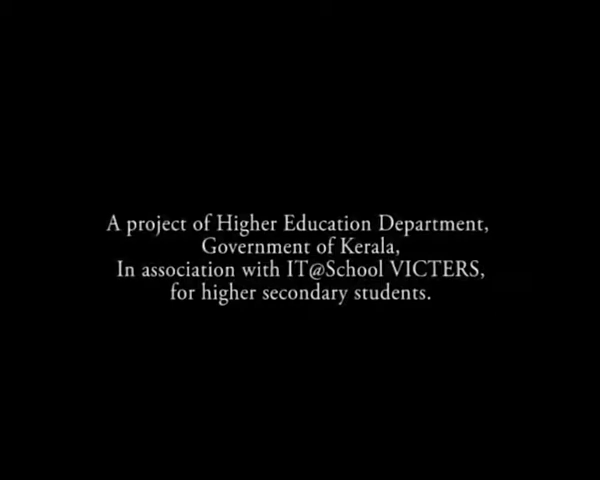 A project of Higher Education Department,
Government of Kerala,
In association with IT@School VICTERS,
for higher secondary students.